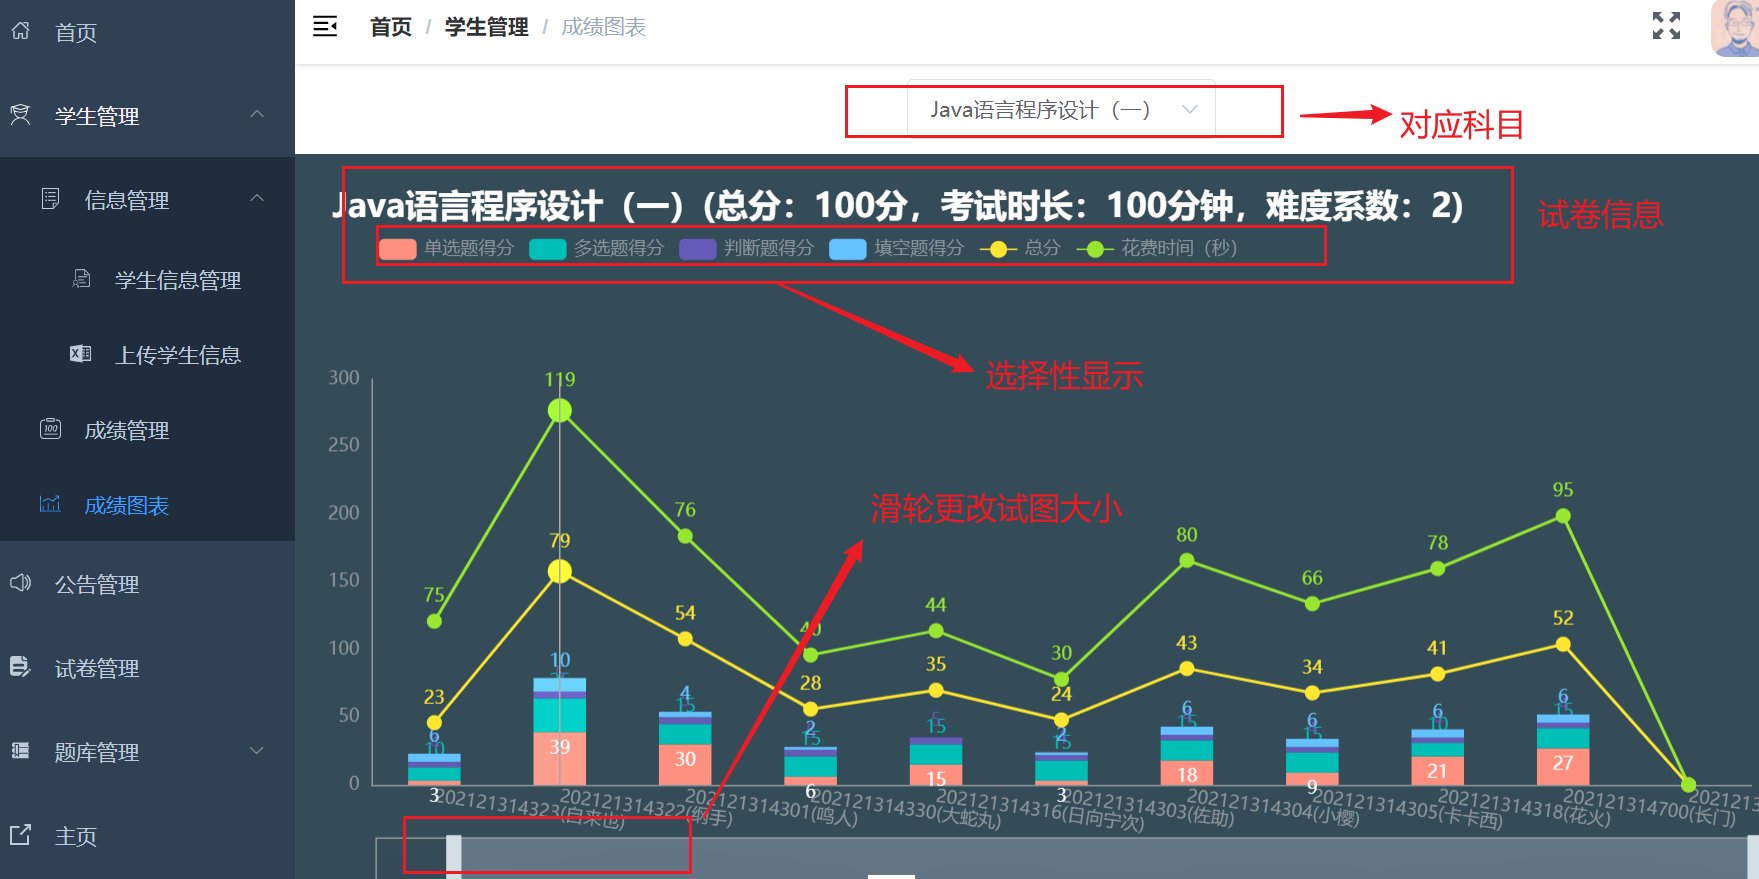 首页
学生管理
信息管理
学生信息管理
上传学生信息
成绩管理
成绩图表
公告管理
试卷管理
题库管理
主页
首页 / 学生管理 / 成绩图表
Java语言程序设计（一）
对应科目
Java语言程序设计（一）(总分：100分，考试时长：100分钟，难度系数：2)
试卷信息
单选题得分 多选题得分 判断题得分 填空题得分 总分 花费时间（秒）
选择性显示
滑轮更改试图大小
300
250
200
150
100
50
0
75 119 76 40 44 30 80 66 78 95
23 79 54 28 35 24 43 34 41 52
6 10 4 2 5 2 6 6 6 6
10 15 15 15 15 15 15 10 15
3 39 30 6 15 3 18 9 21 27
202121314323(自来也)
202121314322(纲手)
202121314301(鸣人)
202121314330(大蛇丸)
202121314316(日向宁次)
202121314303(佐助)
202121314304(小樱)
202121314305(卡卡西)
202121314318(花火)
202121314700(长门)